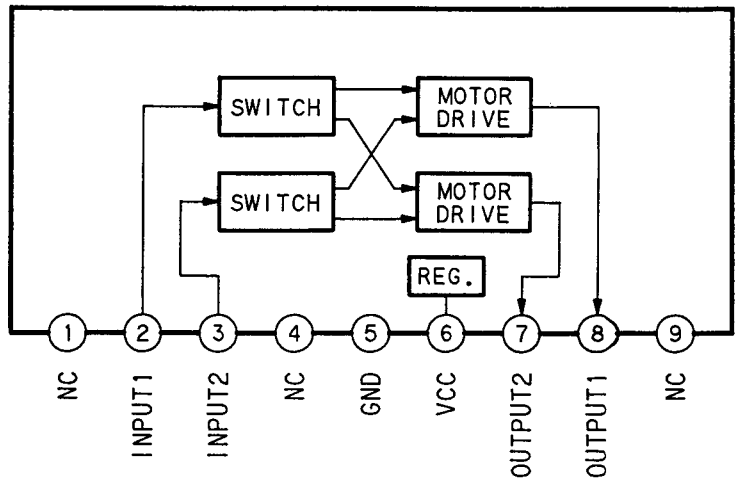 SWITCH
MOTOR
DRIVE
SWITCH
MOTOR
DRIVE
REG.
1
2
3
4
5
6
7
8
9
NC
INPUT1
INPUT2
NC
GND
VCC
OUTPUT2
OUTPUT1
NC